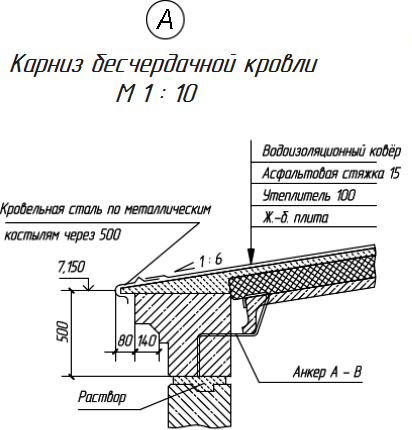 А
Карниз бесчердачной кровли
М 1 : 10
Водоизоляционный ковёр
Асфальтовая стяжка 15
Утеплитель 100
Ж.-б. плита
Кровельная сталь по металлическим
костылям через 500
1 : 6
7,150
500
80
140
Анкер А – В
Раствор